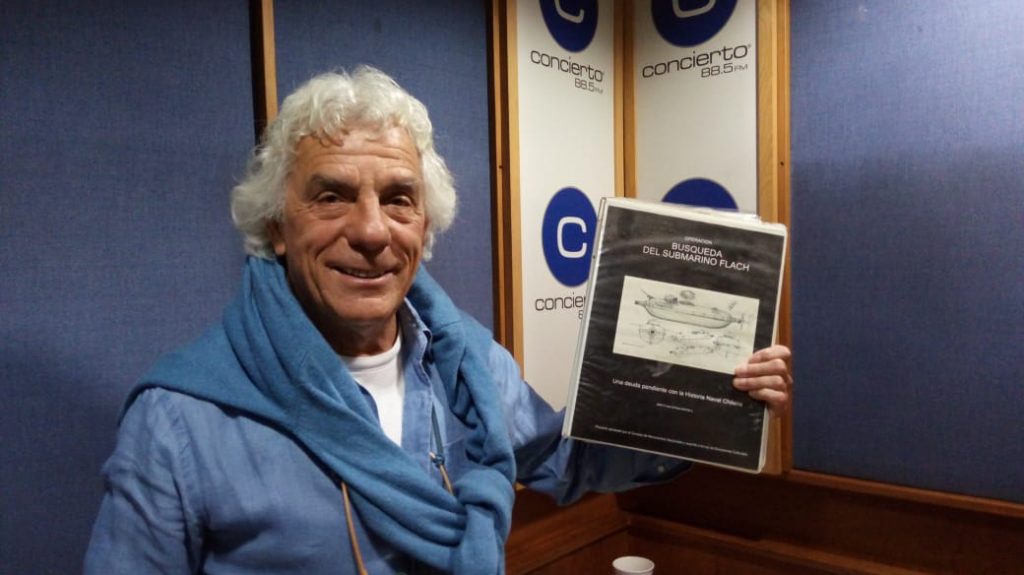 C
concierto
88.5FM
C
concierto
88.5FM
C
concierto
88
OPERACION
BUSQUEDA
DEL SUBMARINO FLACH
Una deuda pendiente con la Historia Naval Chilena